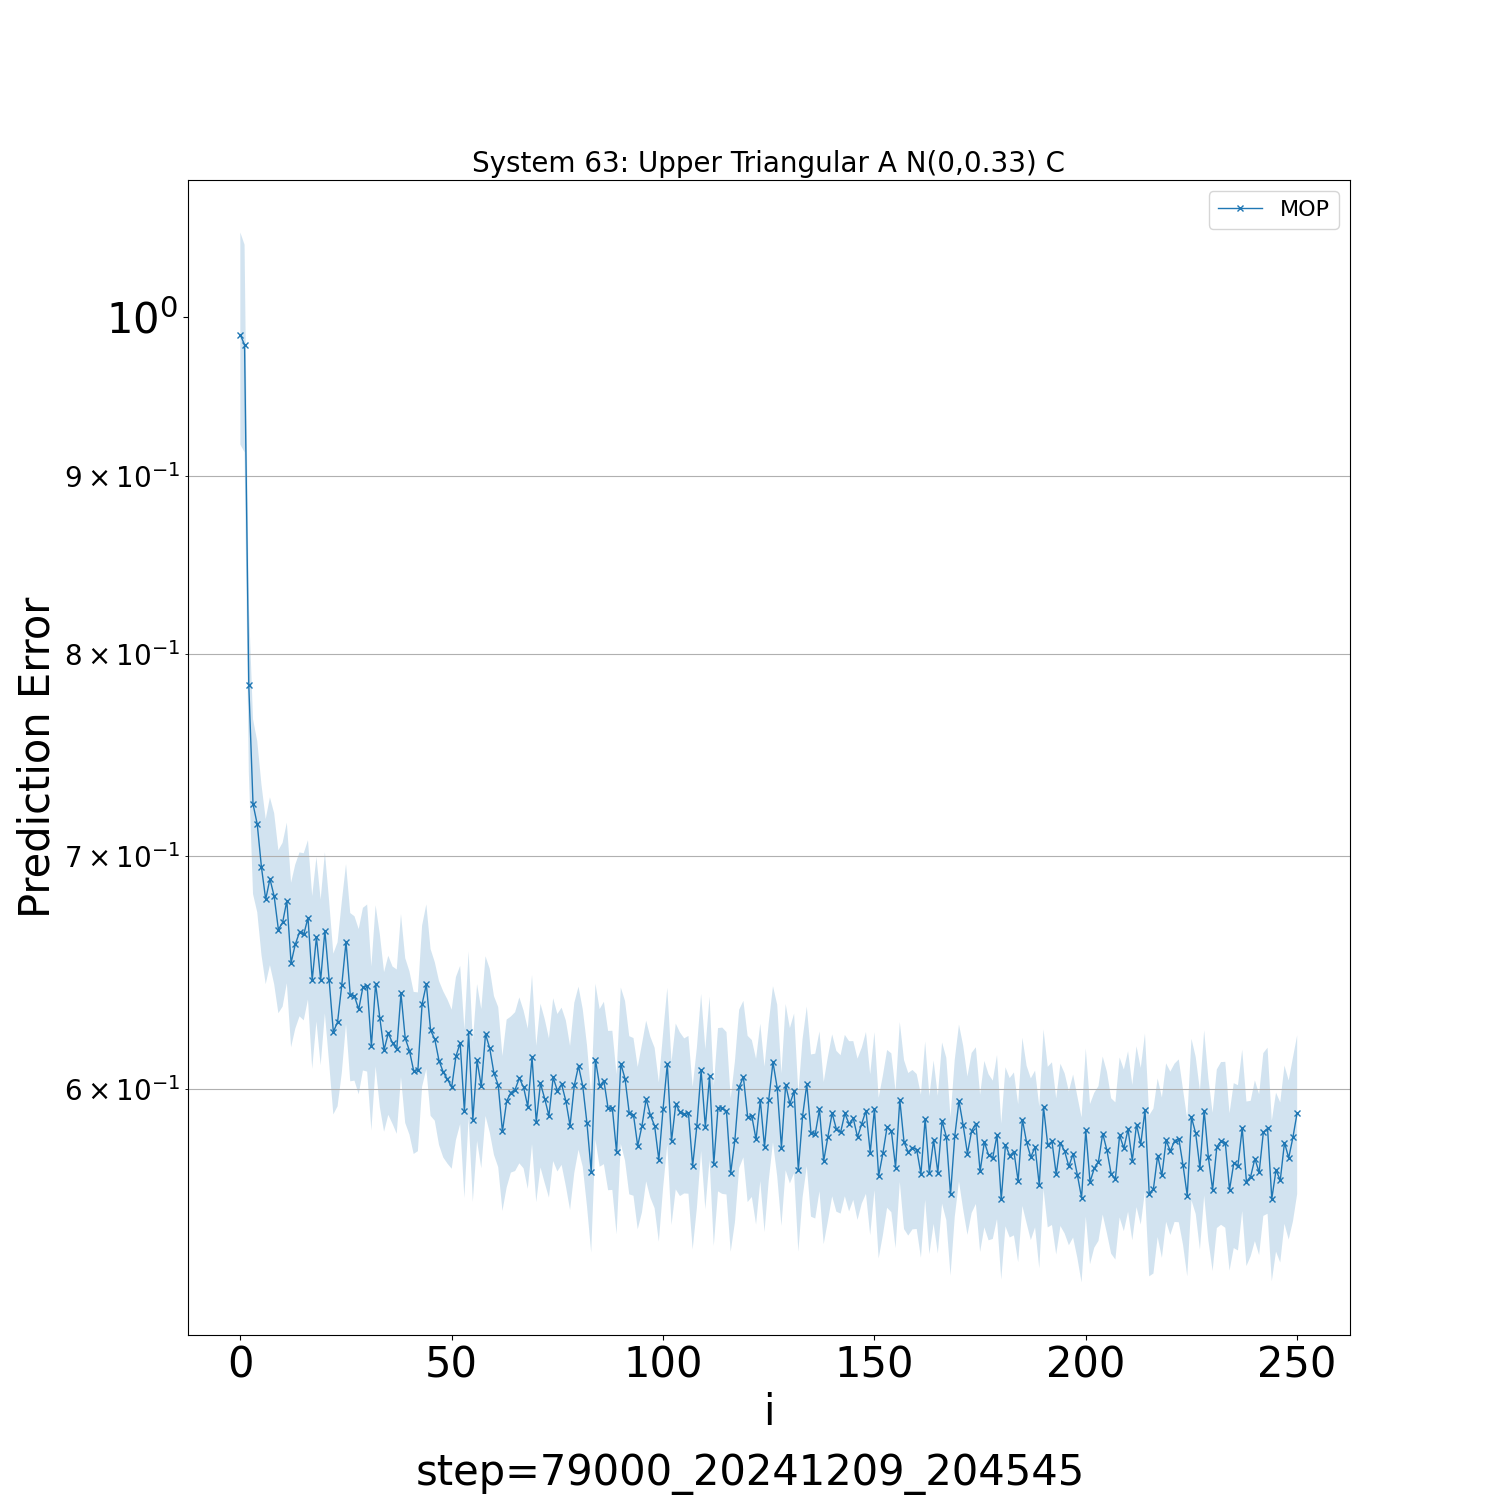 System 63: Upper Triangular A N(0,0.33) C
MOP
10⁰
9 × 10⁻¹
8 × 10⁻¹
7 × 10⁻¹
6 × 10⁻¹
Prediction Error
0 50 100 150 200 250
i
step=79000_20241209_204545